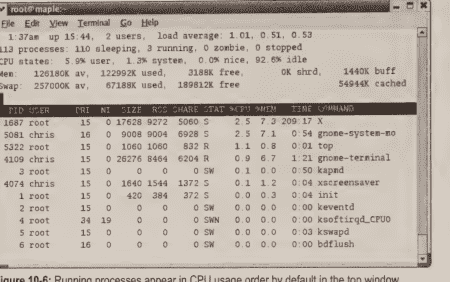 root@maple:~
File Edit View Terminal Go Help
1:37am up 15:44, 2 users, load average: 1.01, 0.51, 0.53
113 processes: 110 sleeping, 3 running, 0 zombie, 0 stopped
CPU states: 5.9% user, 1.3% system, 0.0% nice, 92.6% idle
Mem: 126180K av, 122992K used, 3188K free, 0K shrd, 1440K buff
Swap: 257000K av, 67188K used, 189812K free 54944K cached
PID USER PRI NI SIZE RSS SHARE STAT %CPU %MEM TIME COMMAND
1687 root 15 0 17628 9272 5060 S 2.5 7.3 209:17 X
5081 chris 16 0 9008 9004 6928 S 2.5 7.1 0:54 gnome-system-mo
5322 root 15 0 1060 1060 832 R 1.1 0.8 0:01 top
4109 chris 15 0 26276 8464 6204 R 0.9 6.7 1:21 gnome-terminal
3 root 15 0 0 0 0 SW 0.1 0.0 0:50 kapmd
4074 chris 15 0 1640 1544 1372 S 0.1 1.2 0:04 xscreensaver
1 root 15 0 420 384 372 S 0.0 0.3 0:04 init
2 root 15 0 0 0 0 SW 0.0 0.0 0:00 keventd
4 root 34 19 0 0 0 SWN 0.0 0.0 0:00 ksoftirqd_CPU0
5 root 15 0 0 0 0 SW 0.0 0.0 0:03 kswapd
6 root 16 0 0 0 0 SW 0.0 0.0 0:00 bdflush
Figure 10-6: Running processes appear in CPU usage order by default in the top window